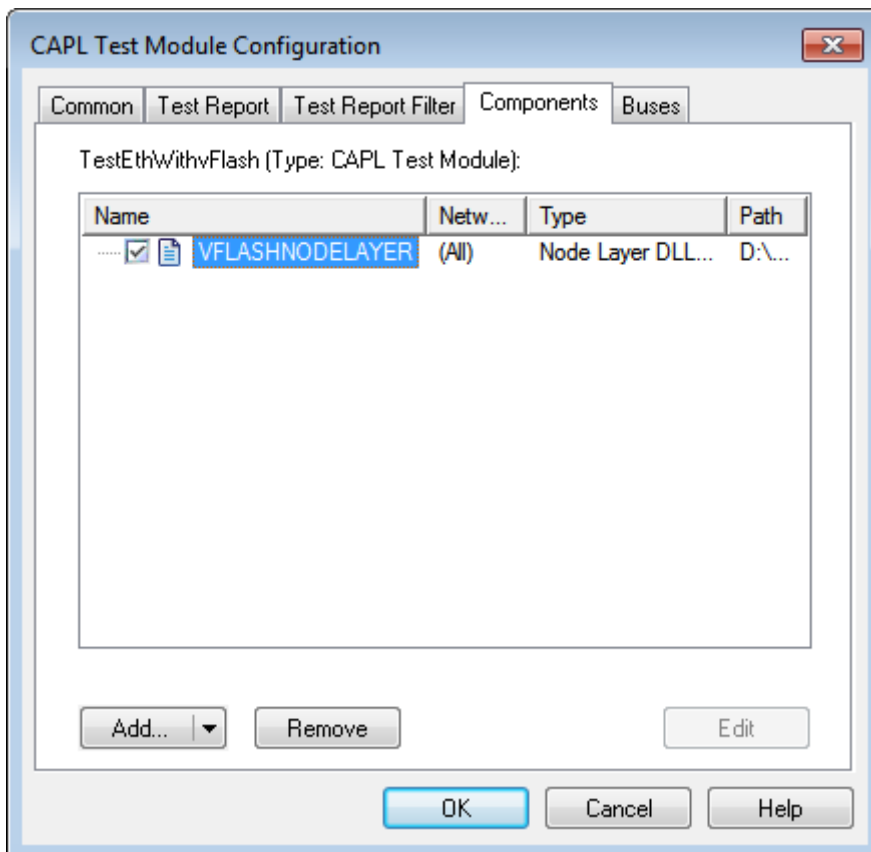 CAPL Test Module Configuration
Common Test Report Test Report Filter Components Buses
TestEthWithvFlash (Type: CAPL Test Module):
Name Netw... Type Path
VFLASHNODELAYER (All) Node Layer DLL... D:\...
Add... Remove Edit
OK Cancel Help